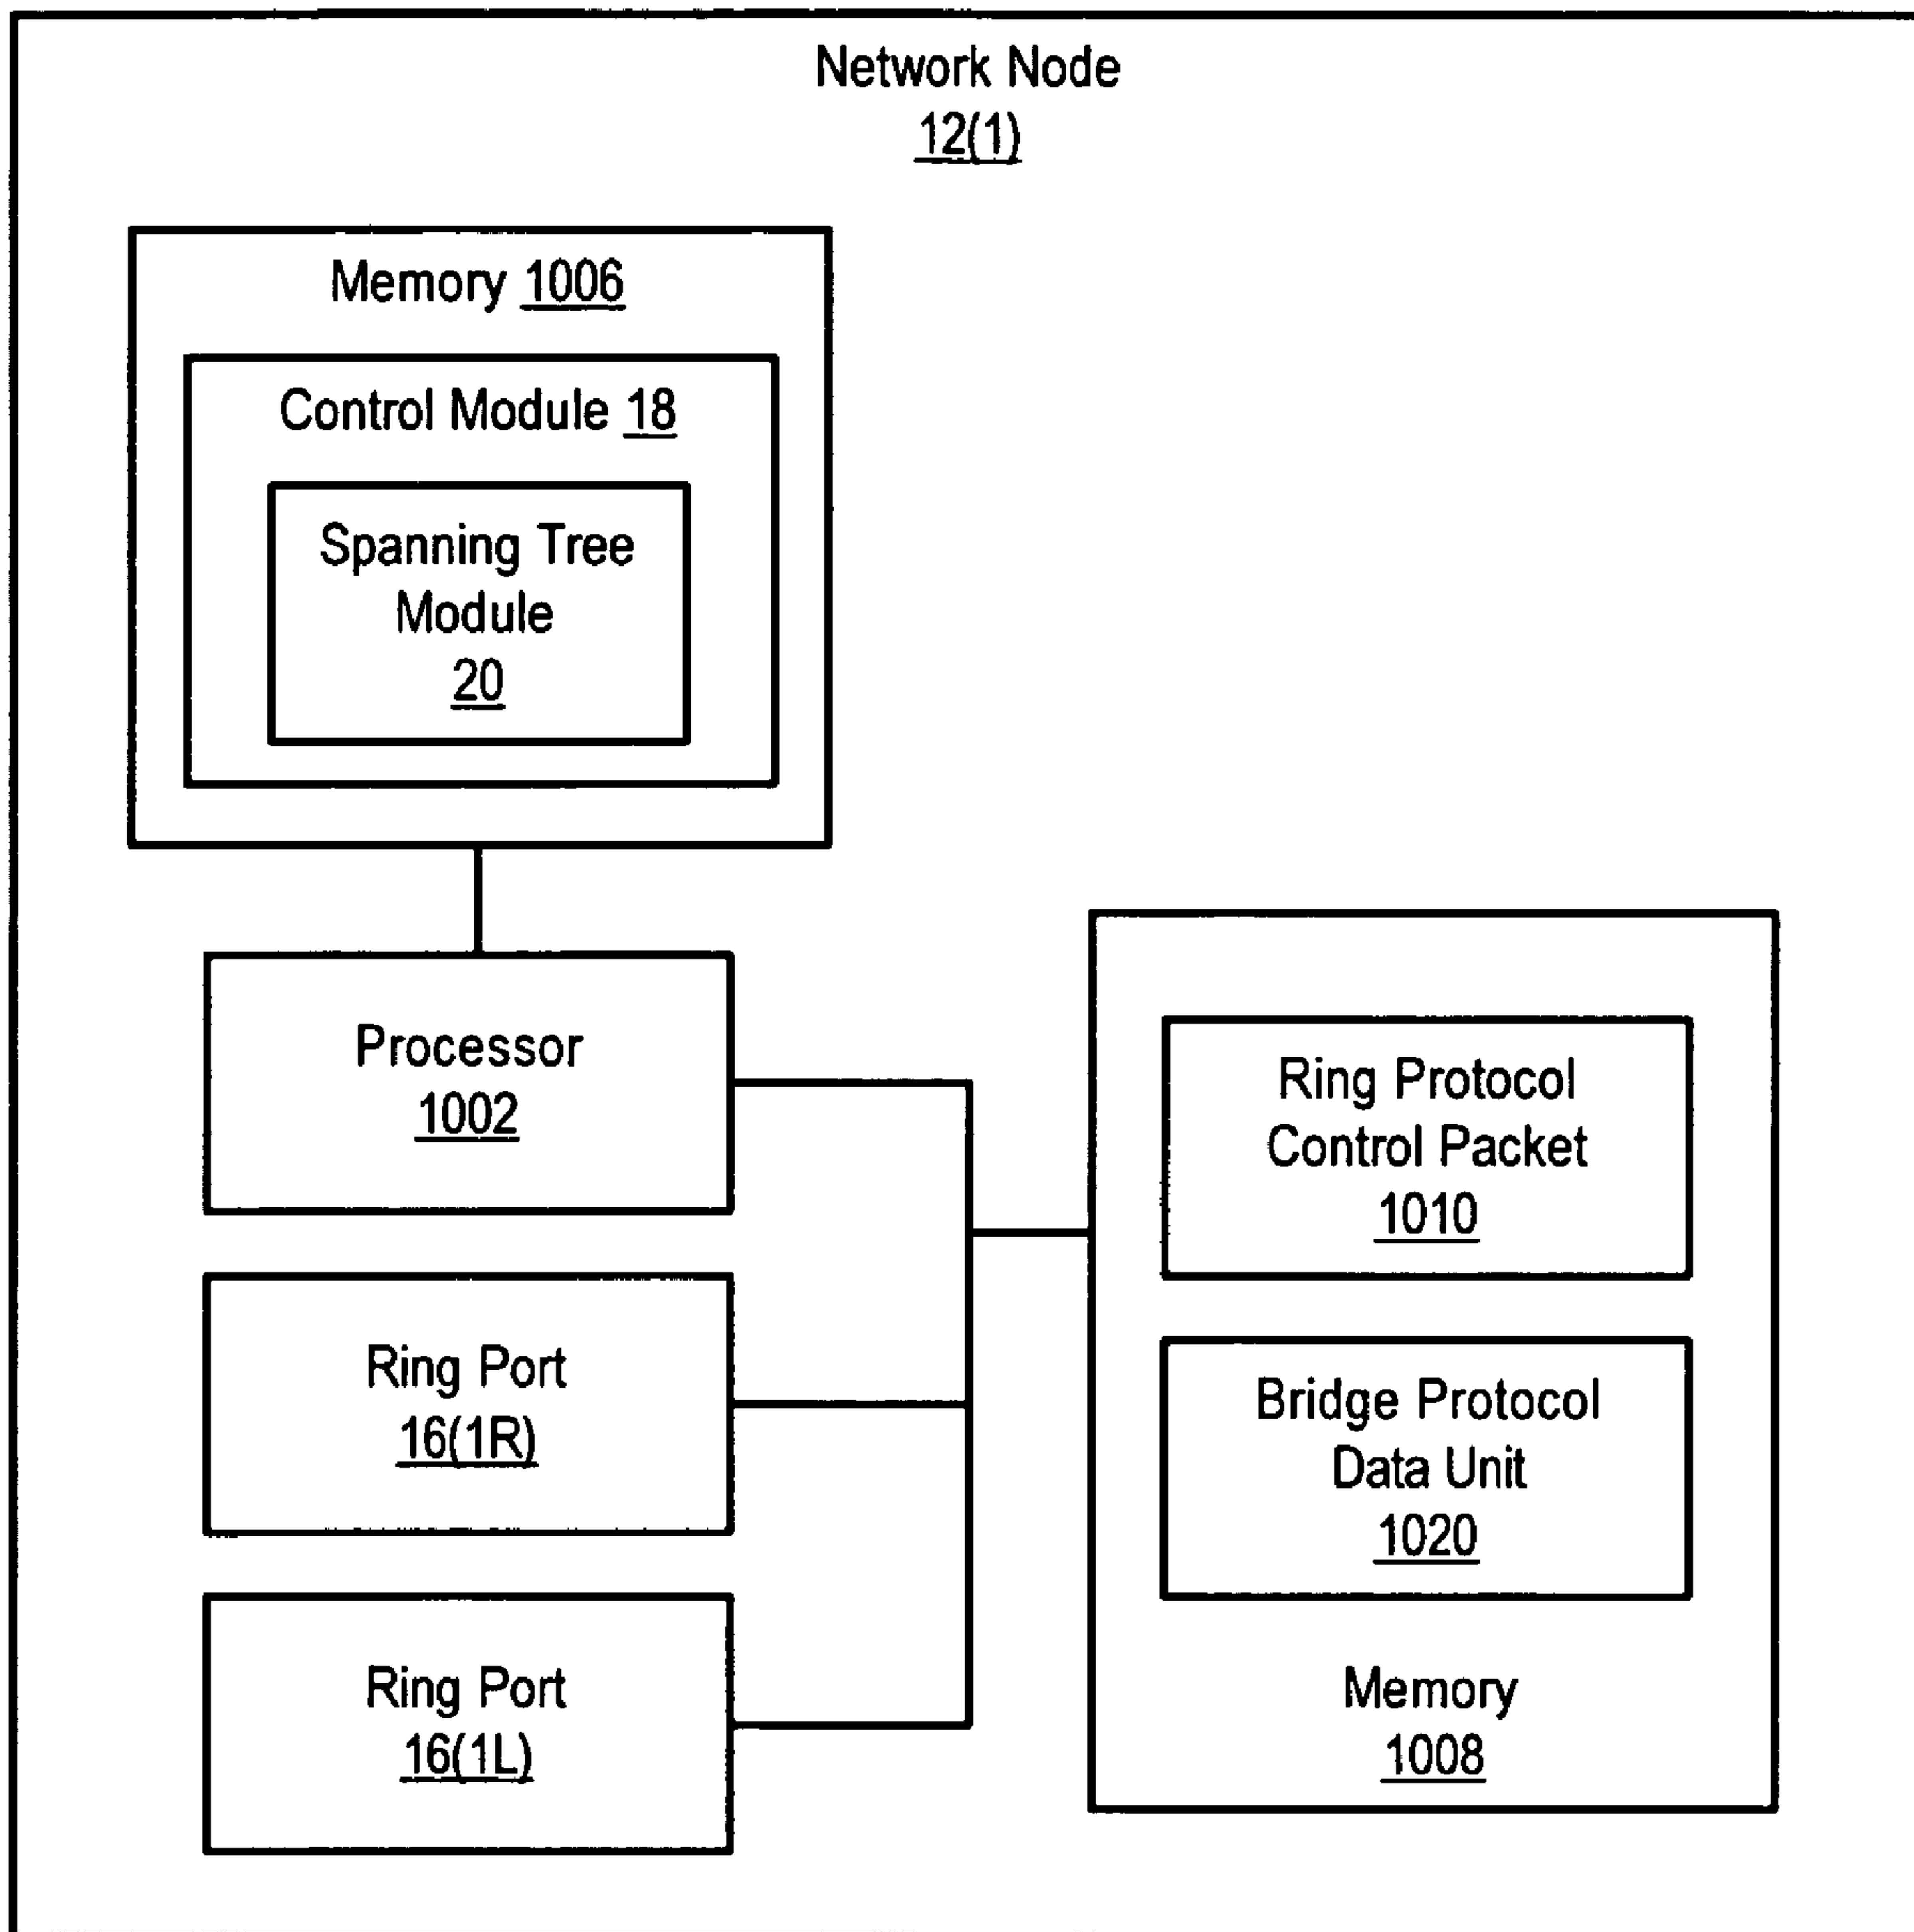 Network Node
12(1)
Memory 1006
Control Module 18
Spanning Tree
Module
20
Processor
1002
Ring Port
16(1R)
Ring Port
16(1L)
Ring Protocol
Control Packet
1010
Bridge Protocol
Data Unit
1020
Memory
1008